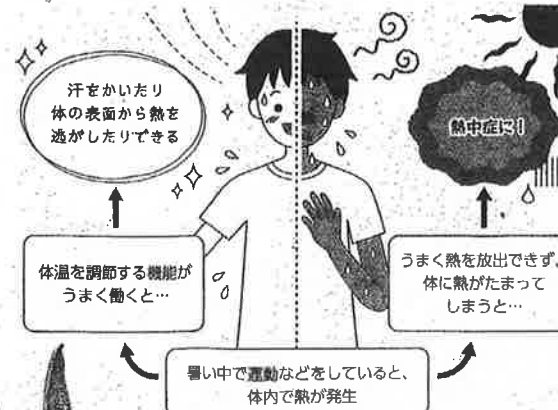 汗をかいたり
体の表面から熱を
逃がしたりできる
熱中症に!
体温を調節する機能が
うまく働くと…
うまく熱を放出できず、
体に熱がたまって
しまうと…
暑い中で運動などをしていると、
体内で熱が発生